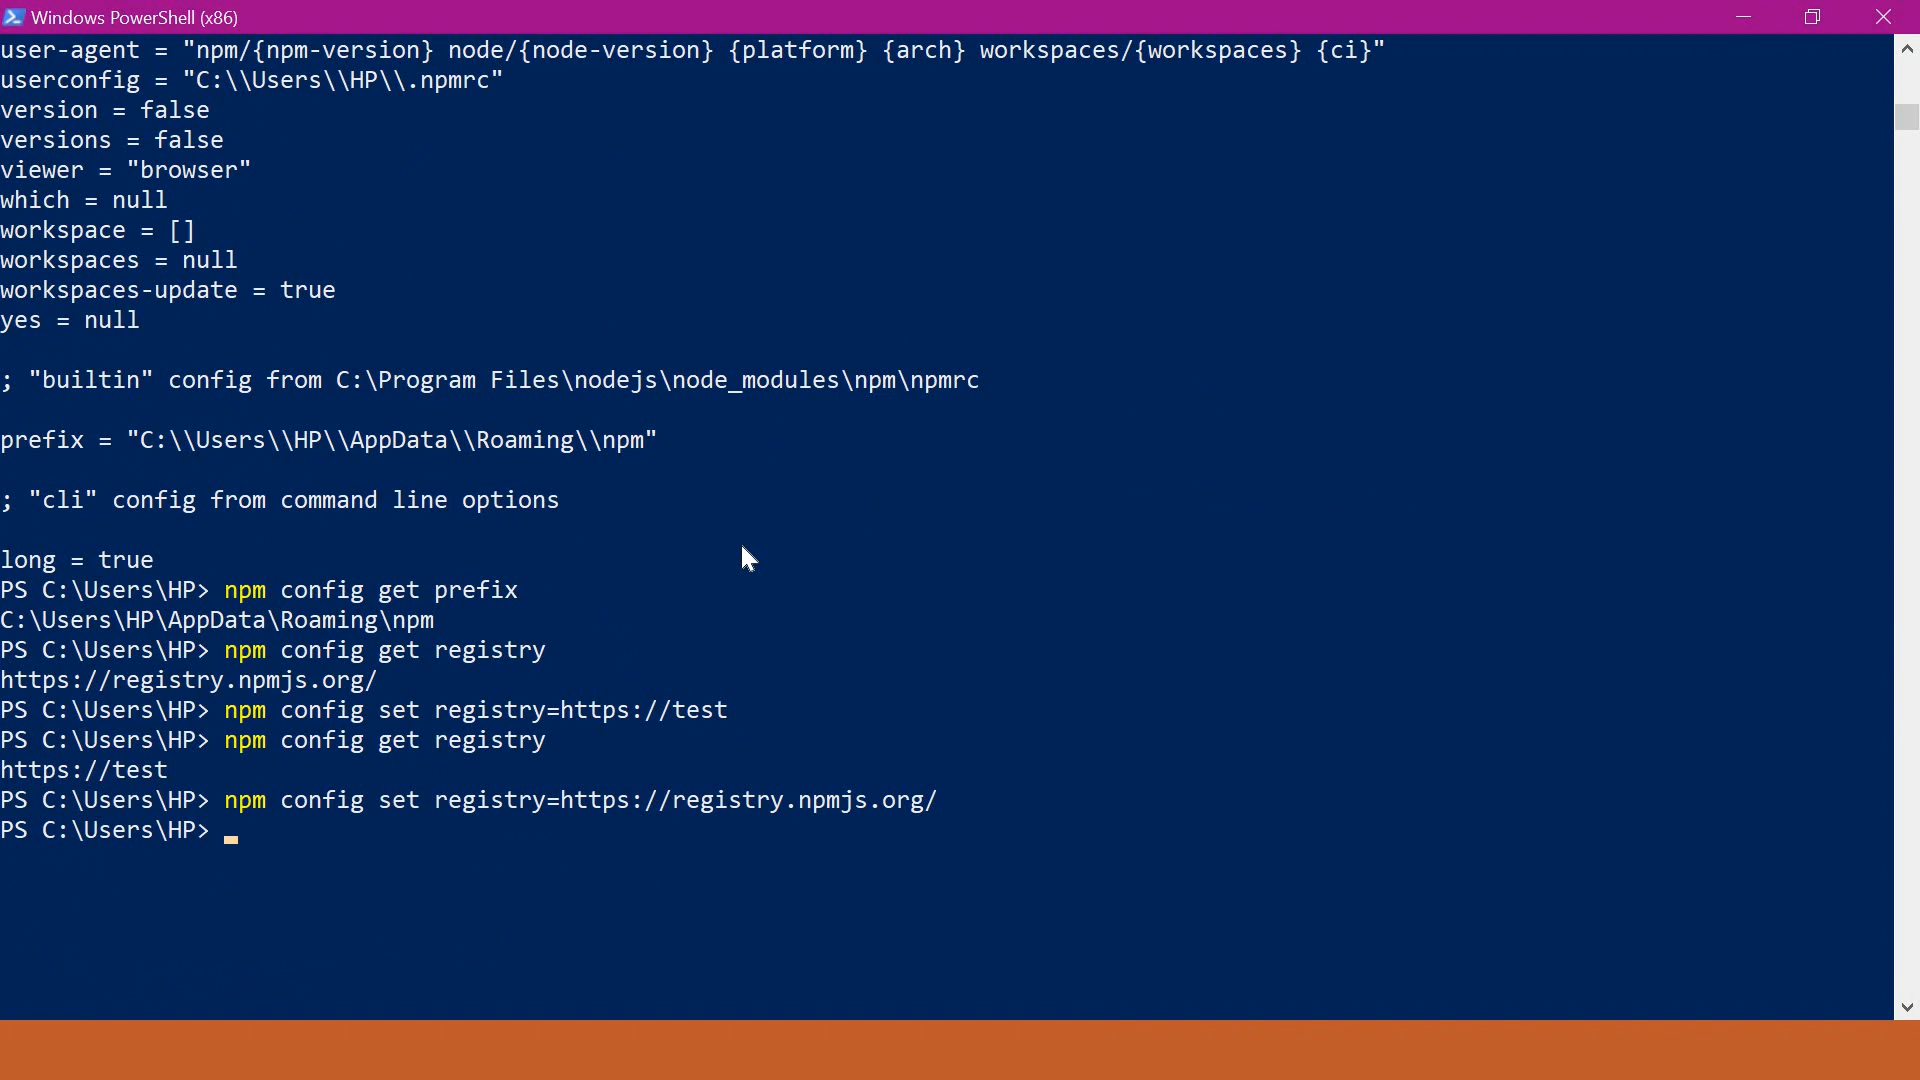 Windows PowerShell (x86)
user-agent = "npm/{npm-version} node/{node-version} {platform} {arch} workspaces/{workspaces} {ci}"
userconfig = "C:\\Users\\HP\\.npmrc"
version = false
versions = false
viewer = "browser"
which = null
workspace = []
workspaces = null
workspaces-update = true
yes = null
; "builtin" config from C:\Program Files\nodejs\node_modules\npm\npmrc
prefix = "C:\\Users\\HP\\AppData\\Roaming\\npm"
; "cli" config from command line options
long = true
PS C:\Users\HP> npm config get prefix
C:\Users\HP\AppData\Roaming\npm
PS C:\Users\HP> npm config get registry
https://registry.npmjs.org/
PS C:\Users\HP> npm config set registry=https://test
PS C:\Users\HP> npm config get registry
https://test
PS C:\Users\HP> npm config set registry=https://registry.npmjs.org/
PS C:\Users\HP>